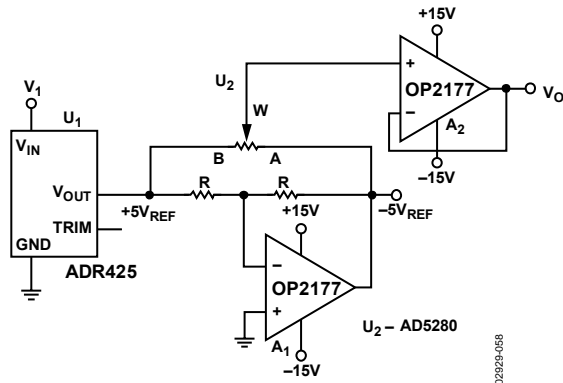 +15V
V1
U1
U2
+
OP2177
VO
W
−
A2
−15V
VIN
B
A
VOUT
R
R
+5VREF
+15V
−5VREF
TRIM
GND
−
ADR425
OP2177
+
U2 – AD5280
A1
−15V
02929-058